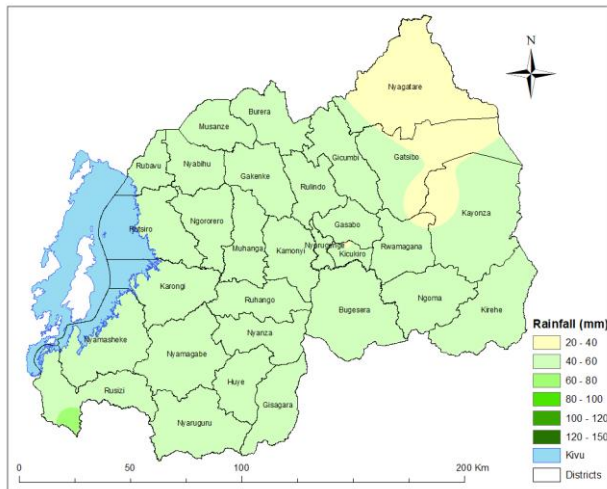 N
Nyagatare
Burera
Musanze
Gicumbi
Gatsibo
Rubavu
Nyabihu
Gakenke
Rulindo
Kayonza
Rutsiro
Ngororero
Gasabo
Muhanga
Kamonyi
Nyarugenge
Kicukiro
Rwamagana
Karongi
Ruhango
Bugesera
Ngoma
Kirehe
Nyamasheke
Nyanza
Nyamagabe
Rusizi
Huye
Gisagara
Nyaruguru
Rainfall (mm)
20 - 40
40 - 60
60 - 80
80 - 100
100 - 120
120 - 150
Kivu
Districts
0 50 100 200 Km